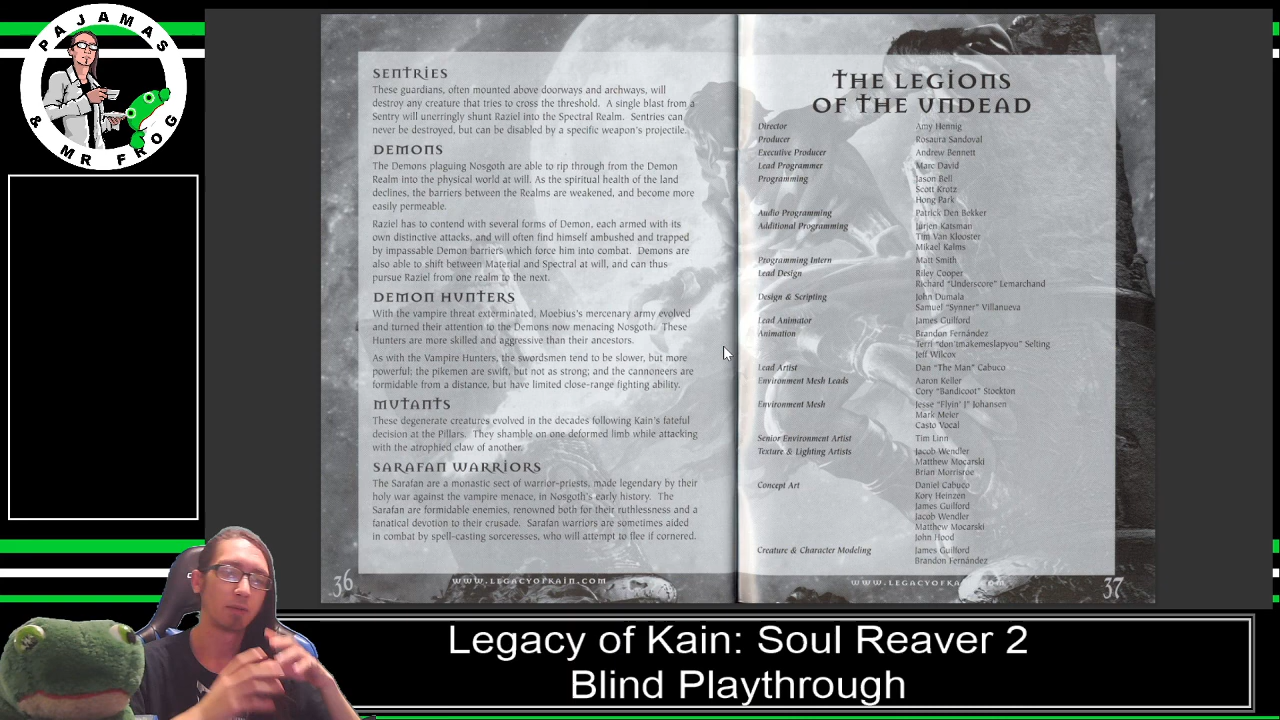 PAJAMAS
& MR FROG
SENTRIES
These guardians, often mounted above doorways and archways, will
destroy any creature that tries to cross the threshold. A single blast from a
Sentry will unerringly shunt Raziel into the Spectral Realm. Sentries can
never be destroyed, but can be disabled by a specific weapon's projectile.
DEMONS
The Demons plaguing Nosgoth are able to rip through from the Demon
Realm into the physical world at will. As the spiritual health of the land
declines, the barriers between the Realms are weakened, and become more
easily permeable.
Raziel has to contend with several forms of Demon, each armed with its
own distinctive attacks, and will often find himself ambushed and trapped
by impassable Demon barriers which force him into combat. Demons are
also able to shift between Material and Spectral at will, and can thus
pursue Raziel from one realm to the next.
DEMON HUNTERS
With the vampire threat exterminated, Moebius's mercenary army evolved
and turned their attention to the Demons now menacing Nosgoth. These
Hunters are more skilled and aggressive than their ancestors.
As with the Vampire Hunters, the swordsmen tend to be slower, but more
powerful; the pikemen are swift, but not as strong; and the cannoneers are
formidable from a distance, but have limited close-range fighting ability.
MUTANTS
These degenerate creatures evolved in the decades following Kain's fateful
decision at the Pillars. They shamble on one deformed limb while attacking
with the atrophied claw of another.
SARAFAN WARRIORS
The Sarafan are a monastic sect of warrior-priests, made legendary by their
holy war against the vampire menace, in Nosgoth's early history. The
Sarafan are formidable enemies, renowned both for their ruthlessness and a
fanatical devotion to their crusade. Sarafan warriors are sometimes aided
in combat by spell-casting sorceresses, who will attempt to flee if cornered.
36
WWW.LEGACYOFKAIN.COM
THE LEGIONS
OF THE UNDEAD
Director Amy Hennig
Producer Rosaura Sandoval
Executive Producer Andrew Bennett
Lead Programmer Marc David
Programming Jason Bell
Scott Krotz
Hong Park
Audio Programming Patrick Den Bekker
Additional Programming Jurjen Katsman
Tim Van Klooster
Mikael Kalms
Programming Intern Matt Smith
Lead Design Riley Cooper
Richard "Underscore" Lemarchand
Design & Scripting John Dumala
Samuel "Synner" Villanueva
Lead Animator James Guilford
Animation Brandon Fernández
Terri "don'tmakemeslapyou" Selting
Jeff Wilcox
Lead Artist Dan "The Man" Cabuco
Environment Mesh Leads Aaron Keller
Cory "Bandicoot" Stockton
Environment Mesh Jesse "Flyin' J" Johansen
Mark Meier
Casto Vocal
Senior Environment Artist Tim Linn
Texture & Lighting Artists Jacob Wendler
Matthew Mocarski
Brian Morrisroe
Concept Art Daniel Cabuco
Kory Heinzen
James Guilford
Jacob Wendler
Matthew Mocarski
John Hood
Creature & Character Modeling James Guilford
Brandon Fernández
WWW.LEGACYOFKAIN.COM
37
Legacy of Kain: Soul Reaver 2
Blind Playthrough